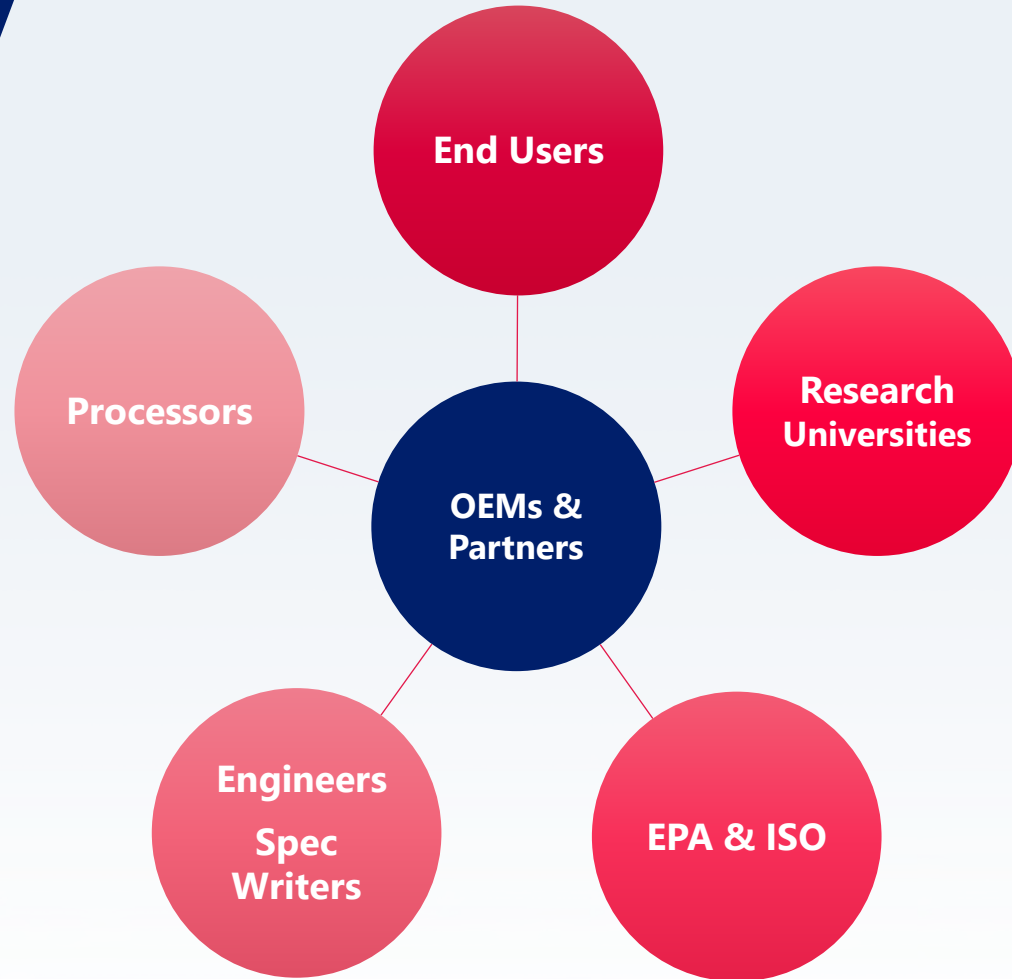 End Users
Processors
Research
Universities
OEMs &
Partners
Engineers
Spec
Writers
EPA & ISO